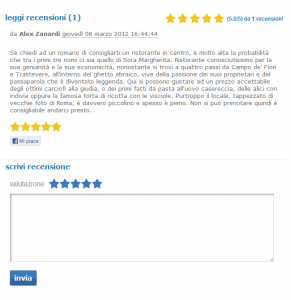 leggi recensioni (1)
(5.0/5) da 1 recensioni
da Alex Zanardi giovedì 08 marzo 2012 16:44:44
Se chiedi ad un romano di consigliarti un ristorante in centro, è molto alta la probabilità
che tra i primi tre nomi ci sia quello di Sora Margherita. Ristorante conosciutissimo per la
sua genuinità e la sua economicità, nonostante si trovi a quattro passi da Campo de' Fiori
e Trastevere, all'interno del ghetto ebraico, vive della passione dei suoi proprietari e del
passaparola che è diventato leggenda. Qui si possono gustare ad un prezzo accettabile
degli ottimi carciofi alla giudia, o dei primi fatti da pasta all'uovo casereccia, delle alici con
indivia oppure la famosa torta di ricotta con le visciole. Purtroppo il locale, tappezzato di
vecchie foto di Roma, è davvero piccolino e spesso è pieno. Non si può prenotare quindi è
consigliabile andarci presto.
Mi piace
scrivi recensione
valutazione
invia